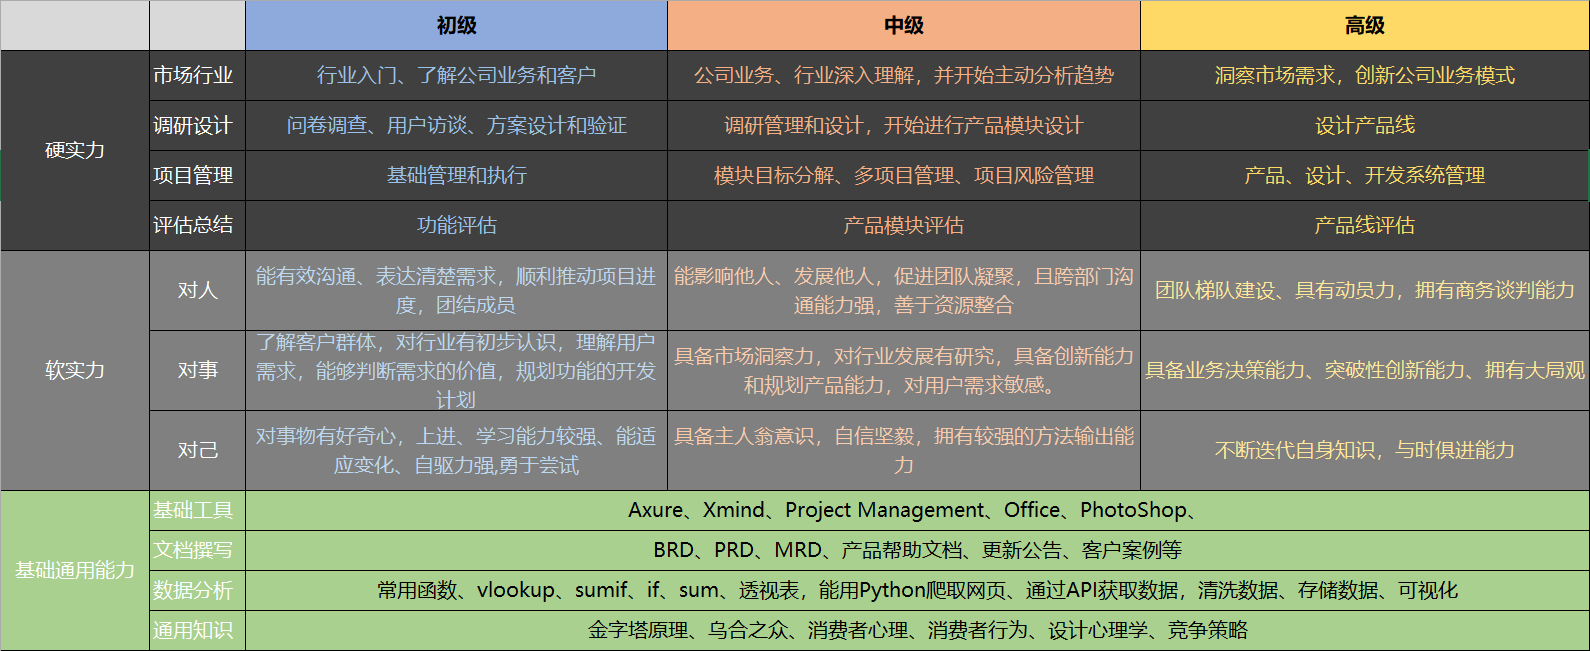 初级 中级 高级
硬实力
市场行业 行业入门、了解公司业务和客户 公司业务、行业深入理解，并开始主动分析趋势 洞察市场需求，创新公司业务模式
调研设计 问卷调查、用户访谈、方案设计和验证 调研管理和设计，开始进行产品模块设计 设计产品线
项目管理 基础管理和执行 模块目标分解、多项目管理、项目风险管理 产品、设计、开发系统管理
评估总结 功能评估 产品模块评估 产品线评估
软实力
对人
能有效沟通、表达清楚需求，顺利推动项目进
度，团结成员
能影响他人、发展他人，促进团队凝聚，且跨部门沟
通能力强，善于资源整合
团队梯队建设、具有动员力，拥有商务谈判能力
对事
了解客户群体，对行业有初步认识，理解用户
需求，能够判断需求的价值，规划功能的开发
计划
具备市场洞察力，对行业发展有研究，具备创新能力
和规划产品能力，对用户需求敏感。
具备业务决策能力、突破性创新能力、拥有大局观
对己
对事物有好奇心，上进、学习能力较强、能适
应变化、自驱力强,勇于尝试
具备主人翁意识，自信坚毅，拥有较强的方法输出能
力
不断迭代自身知识，与时俱进能力
基础通用能力
基础工具 Axure、Xmind、Project Management、Office、PhotoShop、
文档撰写 BRD、PRD、MRD、产品帮助文档、更新公告、客户案例等
数据分析 常用函数、vlookup、sumif、if、sum、透视表，能用Python爬取网页、通过API获取数据，清洗数据、存储数据、可视化
通用知识 金字塔原理、乌合之众、消费者心理、消费者行为、设计心理学、竞争策略